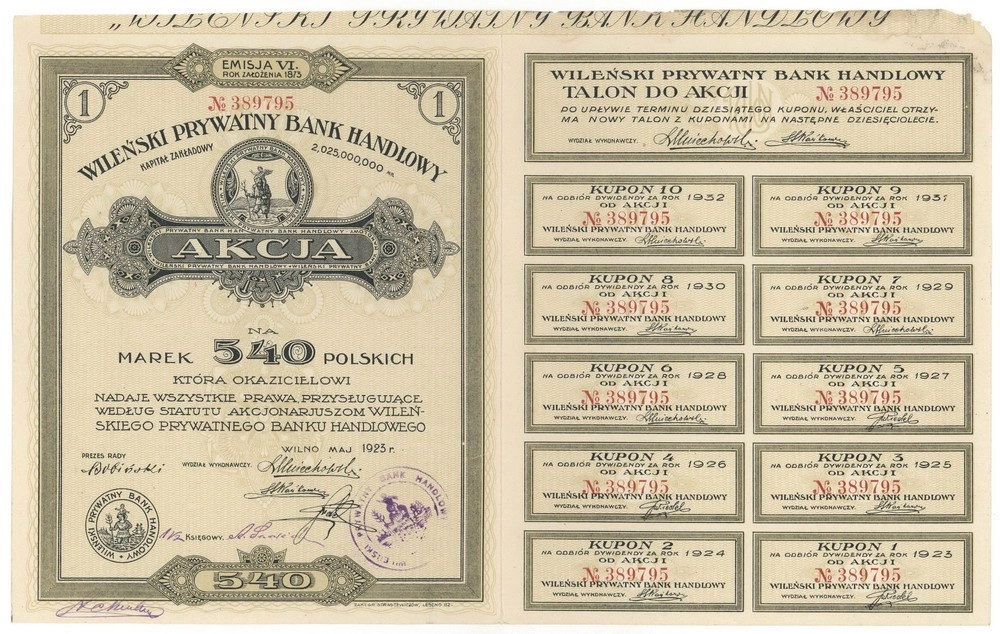 „WILEŃSKI PRYWATNY BANK HANDLOWY
EMISJA VI.
ROK ZAŁOŻENIA 1873
1
№ 389795
1
WILEŃSKI PRYWATNY BANK HANDLOWY
KAPITAŁ ZAKŁADOWY
2,025,000,000 MK.
AKCJA
NA
MAREK 540 POLSKICH
KTÓRA OKAZICIELOWI
NADAJE WSZYSTKIE PRAWA, PRZYSŁUGUJĄCE
WEDŁUG STATUTU AKCJONARJUSZOM WILEŃ-
SKIEGO PRYWATNEGO BANKU HANDLOWEGO
WILNO MAJ 1923 r.
PREZES RADY
WYDZIAŁ WYKONAWCZY.
WILEŃSKI PRYWATNY BANK HANDLOWY
KSIĘGOWY.
540
WILEŃSKI PRYWATNY BANK HANDLOWY
TALON DO AKCJI № 389795
PO UPŁYWIE TERMINU DZIESIĄTEGO KUPONU, WŁAŚCICIEL OTRZY-
MA NOWY TALON Z KUPONAMI NA NASTĘPNE DZIESIĘCIOLECIE.
WYDZIAŁ WYKONAWCZY.
KUPON 10
NA ODBIÓR DYWIDENDY ZA ROK 1932
OD AKCJI
№ 389795
WILEŃSKI PRYWATNY BANK HANDLOWY
WYDZIAŁ WYKONAWCZY.
KUPON 9
NA ODBIÓR DYWIDENDY ZA ROK 1931
OD AKCJI
№ 389795
WILEŃSKI PRYWATNY BANK HANDLOWY
WYDZIAŁ WYKONAWCZY.
KUPON 8
NA ODBIÓR DYWIDENDY ZA ROK 1930
OD AKCJI
№ 389795
WILEŃSKI PRYWATNY BANK HANDLOWY
WYDZIAŁ WYKONAWCZY.
KUPON 7
NA ODBIÓR DYWIDENDY ZA ROK 1929
OD AKCJI
№ 389795
WILEŃSKI PRYWATNY BANK HANDLOWY
WYDZIAŁ WYKONAWCZY.
KUPON 6
NA ODBIÓR DYWIDENDY ZA ROK 1928
OD AKCJI
№ 389795
WILEŃSKI PRYWATNY BANK HANDLOWY
WYDZIAŁ WYKONAWCZY.
KUPON 5
NA ODBIÓR DYWIDENDY ZA ROK 1927
OD AKCJI
№ 389795
WILEŃSKI PRYWATNY BANK HANDLOWY
WYDZIAŁ WYKONAWCZY.
KUPON 4
NA ODBIÓR DYWIDENDY ZA ROK 1926
OD AKCJI
№ 389795
WILEŃSKI PRYWATNY BANK HANDLOWY
WYDZIAŁ WYKONAWCZY.
KUPON 3
NA ODBIÓR DYWIDENDY ZA ROK 1925
OD AKCJI
№ 389795
WILEŃSKI PRYWATNY BANK HANDLOWY
WYDZIAŁ WYKONAWCZY.
KUPON 2
NA ODBIÓR DYWIDENDY ZA ROK 1924
OD AKCJI
№ 389795
WILEŃSKI PRYWATNY BANK HANDLOWY
WYDZIAŁ WYKONAWCZY.
KUPON 1
NA ODBIÓR DYWIDENDY ZA ROK 1923
OD AKCJI
№ 389795
WILEŃSKI PRYWATNY BANK HANDLOWY
WYDZIAŁ WYKONAWCZY.